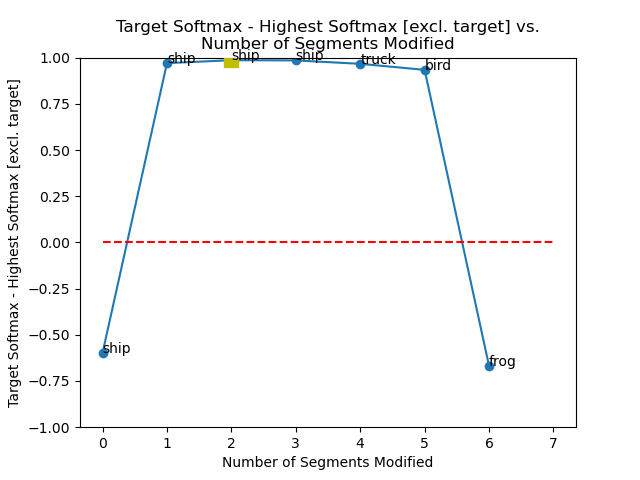 Target Softmax - Highest Softmax [excl. target] vs.
Number of Segments Modified
Target Softmax - Highest Softmax [excl. target]
1.00
0.75
0.50
0.25
0.00
−0.25
−0.50
−0.75
−1.00
ship
ship
ship
ship
truck
bird
frog
0 1 2 3 4 5 6 7
Number of Segments Modified